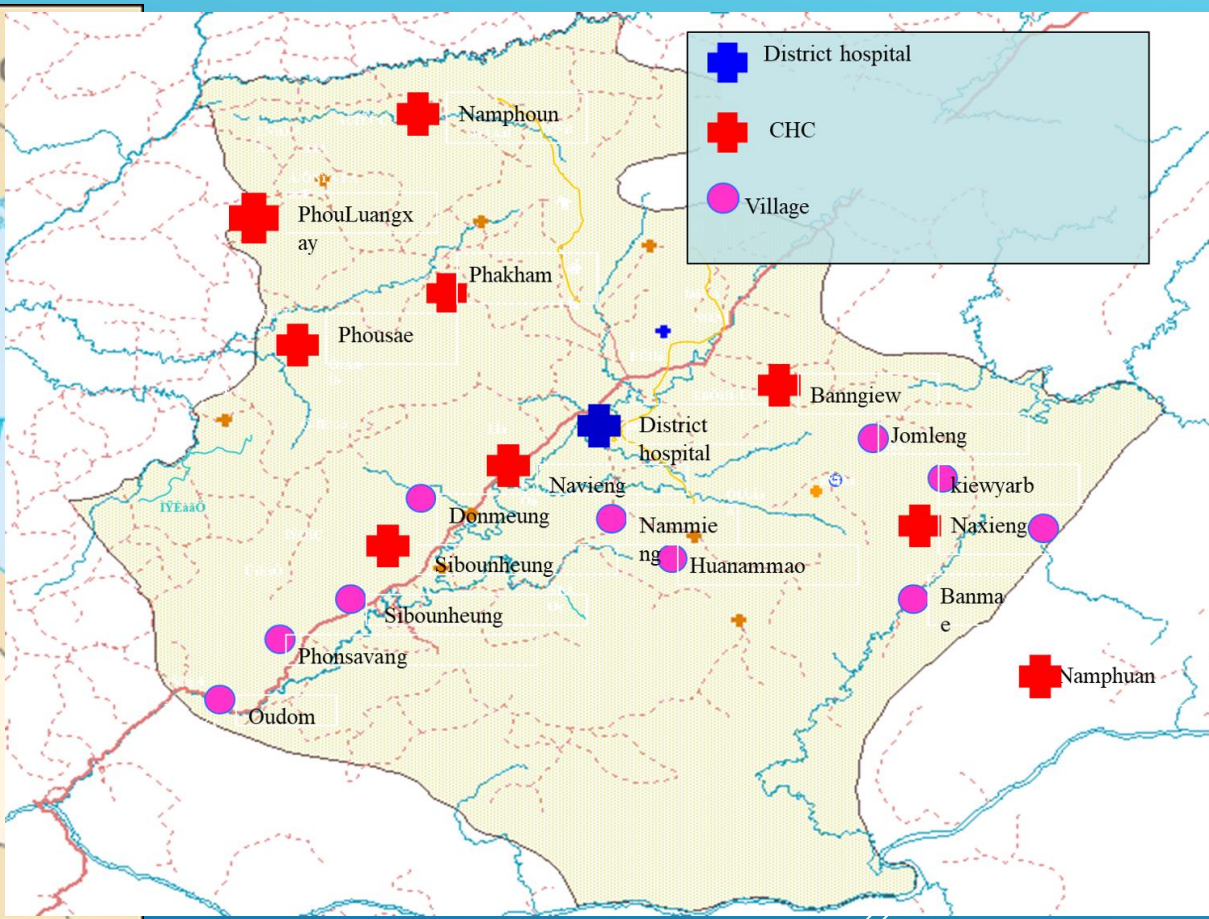 District hospital
CHC
Village
Namphoun
PhouLuangx
ay
Phakham
Phousae
Banngiew
District
hospital
Jomleng
Navieng
kiewyarb
Donmeung
Nammie
ng
Naxieng
Sibounheung
Huanammao
Sibounheung
Banma
e
Phonsavang
Namphuan
Oudom